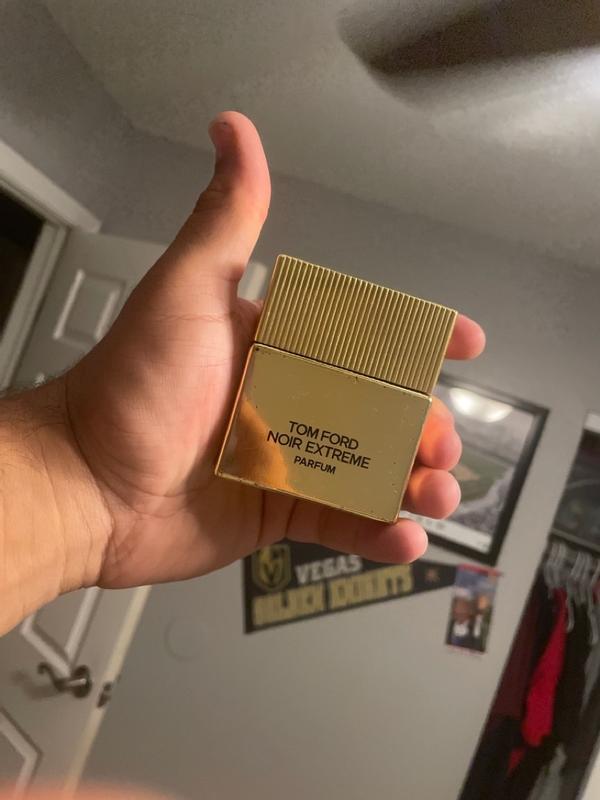 TOM FORD
NOIR EXTREME
PARFUM
VEGAS
GOLDEN KNIGHTS